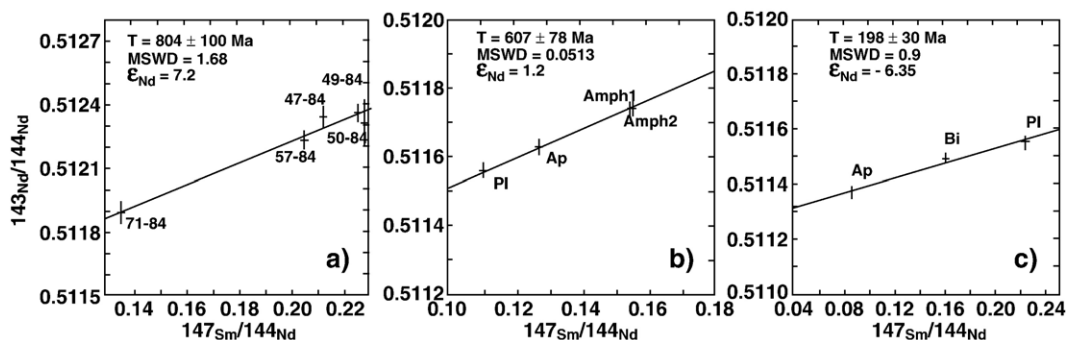 0.5127
0.5124
0.5122
0.5118
0.5115
143Nd/144Nd
T = 804 ± 100 Ma
MSWD = 1.68
εNd = 7.2
49-84
47-84
50-84
57-84
71-84
a)
0.14 0.16 0.18 0.20 0.22
147Sm/144Nd
0.5120
0.5118
0.5116
0.5114
0.5112
T = 607 ± 78 Ma
MSWD = 0.0513
εNd = 1.2
Amph1
Amph2
Ap
Pl
b)
0.10 0.12 0.14 0.16 0.18
147Sm/144Nd
0.5120
0.5118
0.5116
0.5114
0.5112
0.5110
T = 198 ± 30 Ma
MSWD = 0.9
εNd = - 6.35
Pl
Bi
Ap
c)
0.04 0.08 0.12 0.16 0.20 0.24
147Sm/144Nd